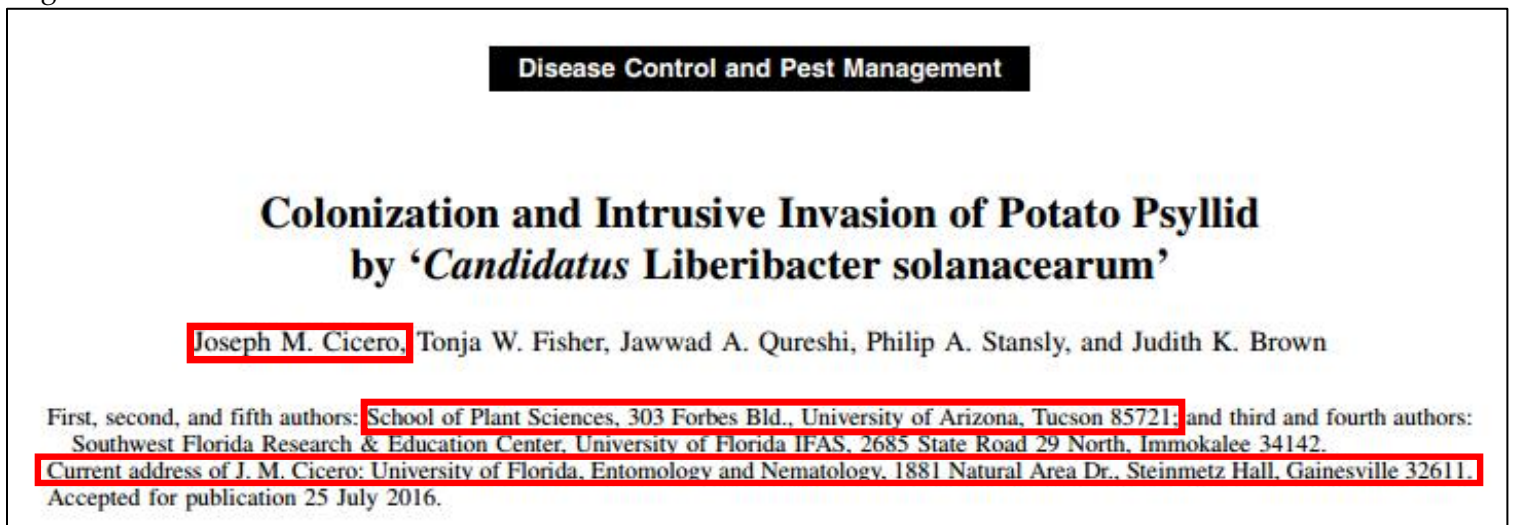 Disease Control and Pest Management
Colonization and Intrusive Invasion of Potato Psyllid
by ‘Candidatus Liberibacter solanacearum’
Joseph M. Cicero, Tonja W. Fisher, Jawwad A. Qureshi, Philip A. Stansly, and Judith K. Brown
First, second, and fifth authors: School of Plant Sciences, 303 Forbes Bld., University of Arizona, Tucson 85721; and third and fourth authors:
Southwest Florida Research & Education Center, University of Florida IFAS, 2685 State Road 29 North, Immokalee 34142.
Current address of J. M. Cicero: University of Florida, Entomology and Nematology, 1881 Natural Area Dr., Steinmetz Hall, Gainesville 32611.
Accepted for publication 25 July 2016.